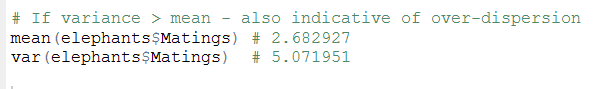 # If variance > mean - also indicative of over-dispersion
mean(elephants$Matings) # 2.682927
var(elephants$Matings)  # 5.071951